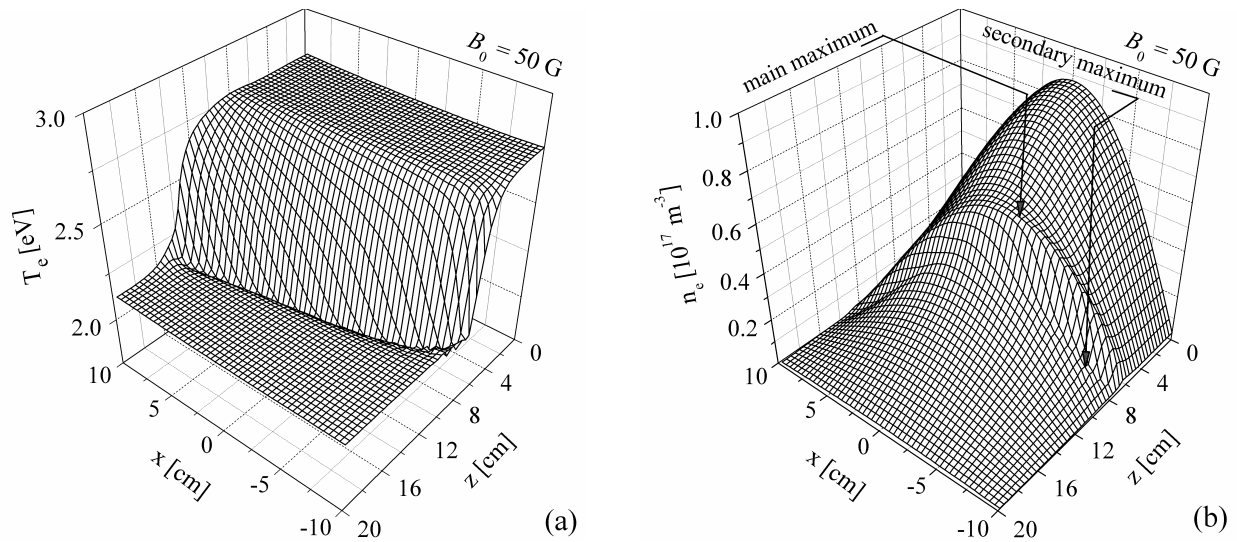 B₀ = 50 G
3.0
2.5
2.0
Tₑ [eV]
10
5
0
-5
-10
x [cm]
0
4
8
12
16
20
z [cm]
(a)
main maximum
secondary maximum
B₀ = 50 G
1.0
0.8
0.6
0.4
0.2
nₑ [10¹⁷ m⁻³]
10
5
0
-5
-10
x [cm]
0
4
8
12
16
20
z [cm]
(b)